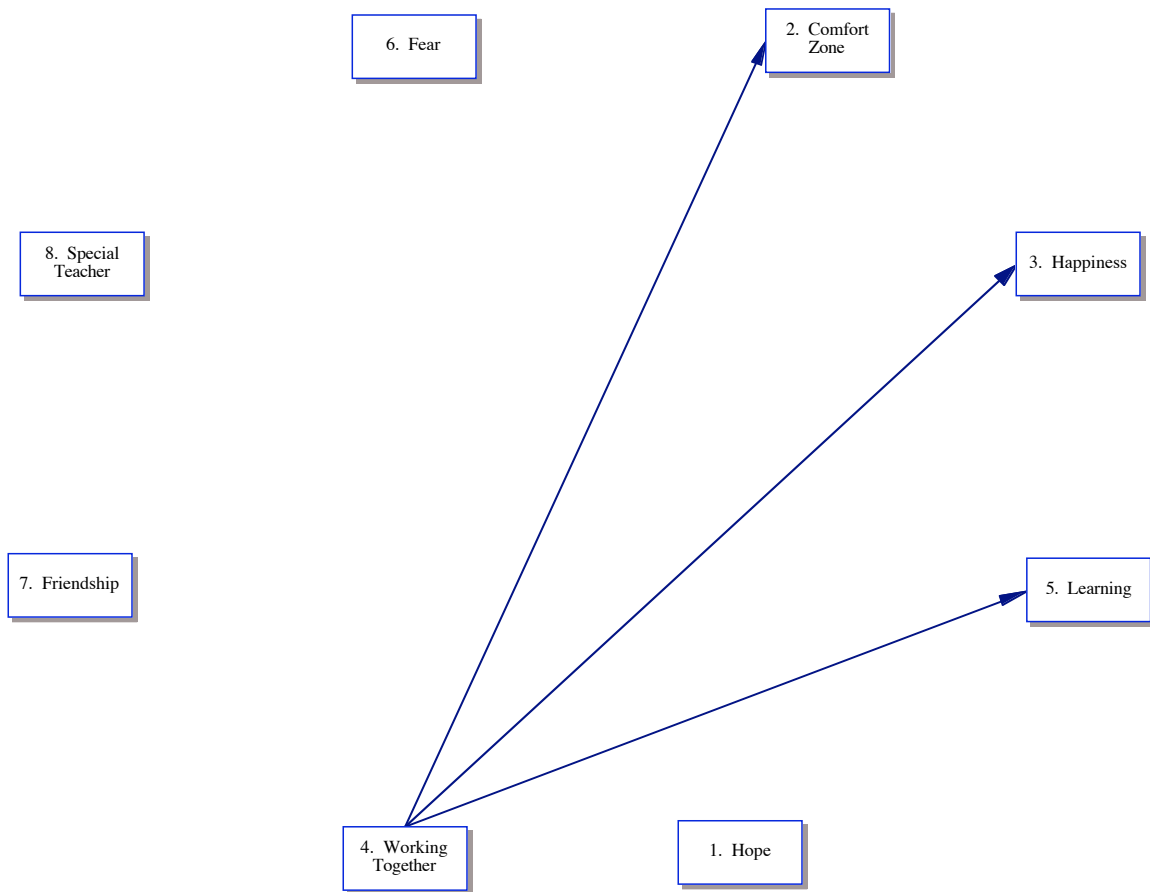 6. Fear
2. Comfort
Zone
8. Special
Teacher
3. Happiness
7. Friendship
5. Learning
4. Working
Together
1. Hope